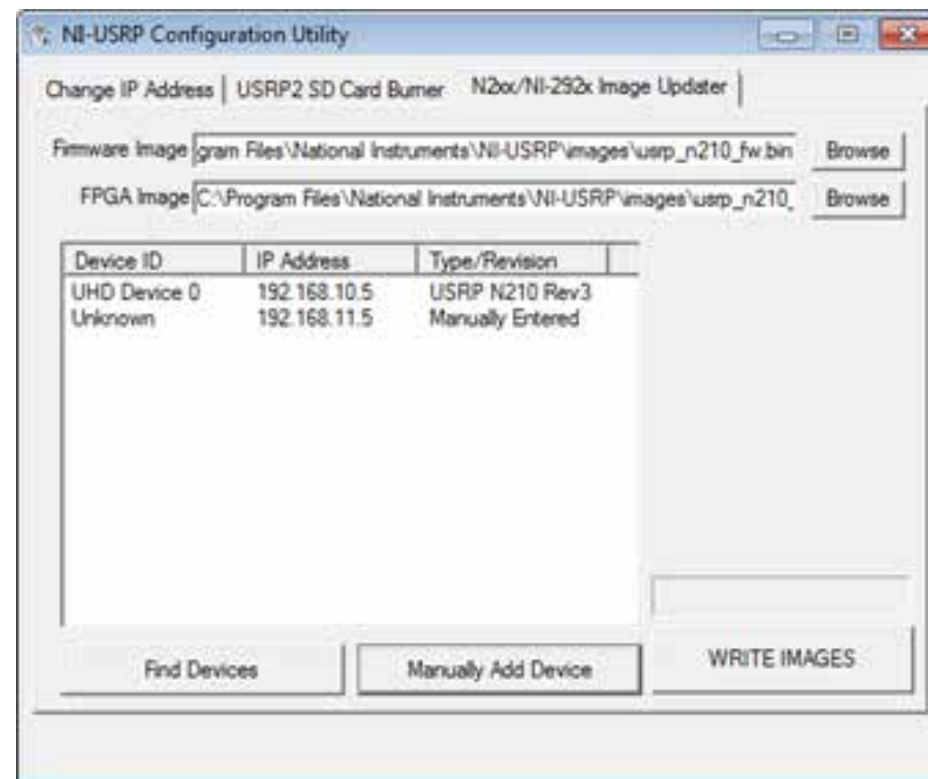 NI-USRP Configuration Utility
Change IP Address USRP2 SD Card Burner N2xx/NI-292x Image Updater
Firmware Image gram Files\National Instruments\NI-USRP\images\usrp_n210_fw.bin Browse
FPGA Image C:\Program Files\National Instruments\NI-USRP\images\usrp_n210_ Browse
Device ID IP Address Type/Revision
UHD Device 0 192.168.10.5 USRP N210 Rev3
Unknown 192.168.11.5 Manually Entered
Find Devices Manually Add Device WRITE IMAGES